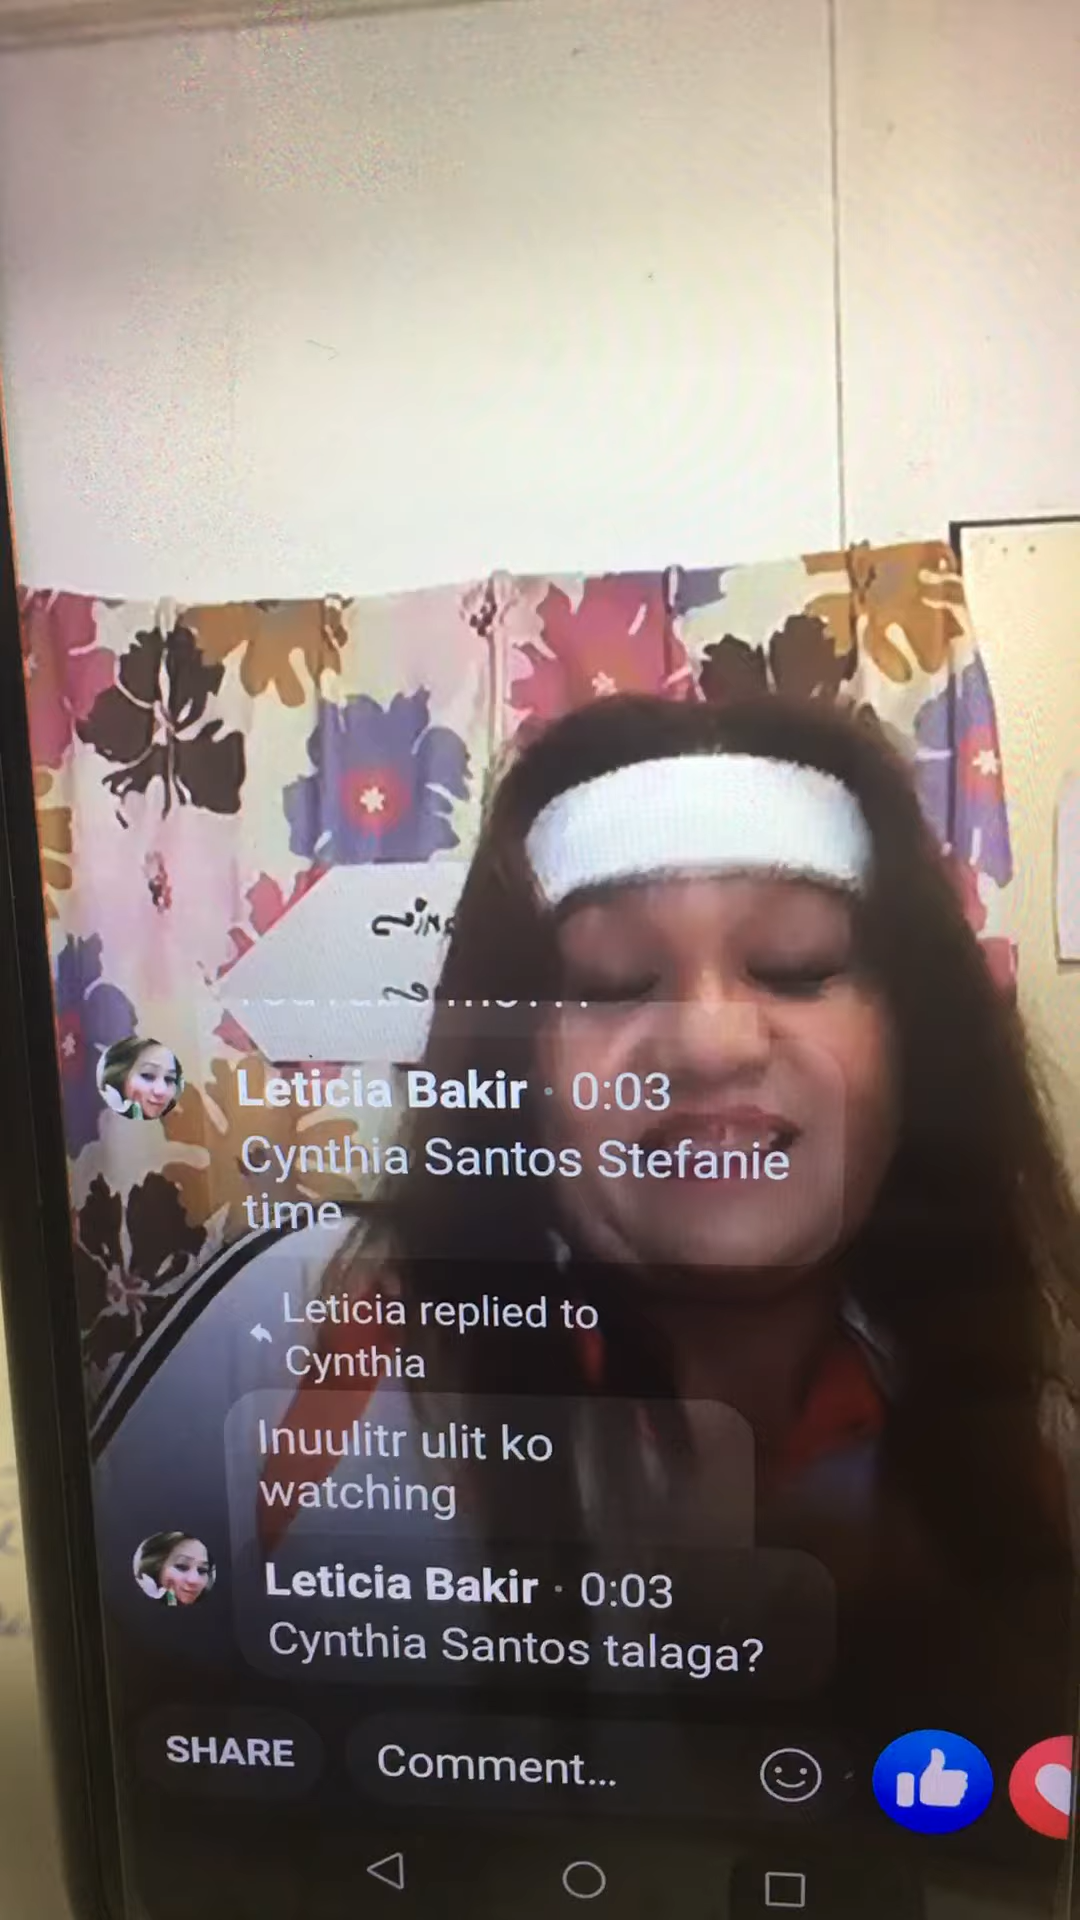 Leticia Bakir · 0:03
Cynthia Santos Stefanie
time
Leticia replied to
Cynthia
Inuulitr ulit ko
watching
Leticia Bakir · 0:03
Cynthia Santos talaga?
SHARE
Comment...